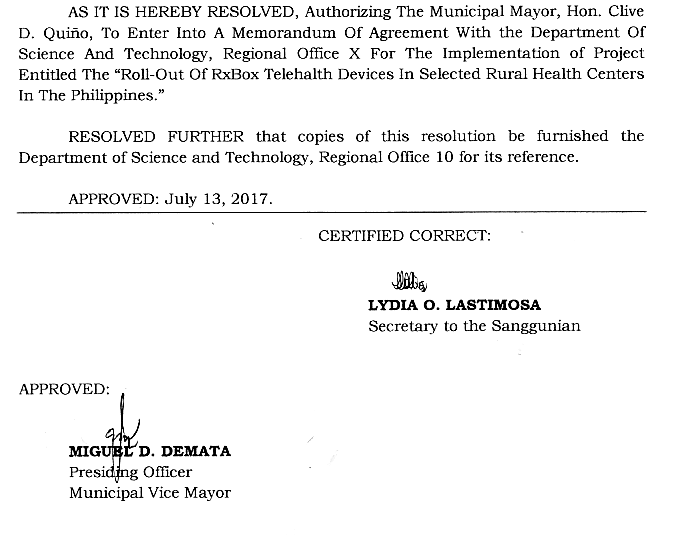 AS IT IS HEREBY RESOLVED, Authorizing The Municipal Mayor, Hon. Clive
D. Quiño, To Enter Into A Memorandum Of Agreement With the Department Of
Science And Technology, Regional Office X For The Implementation of Project
Entitled The “Roll-Out Of RxBox Telehealth Devices In Selected Rural Health Centers
In The Philippines.”
RESOLVED FURTHER that copies of this resolution be furnished the
Department of Science and Technology, Regional Office 10 for its reference.
APPROVED: July 13, 2017.
CERTIFIED CORRECT:
LYDIA O. LASTIMOSA
Secretary to the Sanggunian
APPROVED:
MIGUEL D. DEMATA
Presiding Officer
Municipal Vice Mayor